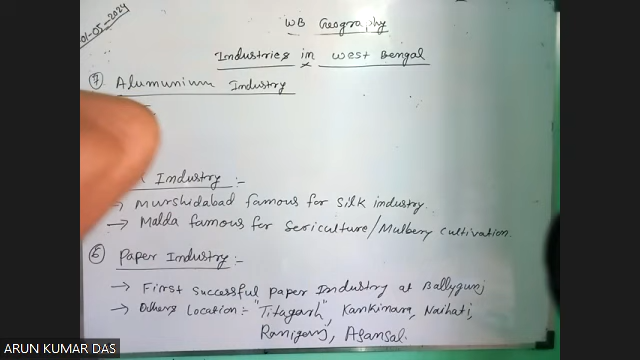 01-05-2024
WB Geography
Industries in West Bengal
⑦ Alumunium Industry
Industry :-
→ Murshidabad famous for Silk industry.
→ Malda famous for Sericulture/Mulbery cultivation.
⑥ Paper Industry :-
→ First successful paper Industry at Ballygunj
→ Others Location:- "Titagarh", Kankinara, Naihati,
Raniganj, Asansol.
ARUN KUMAR DAS